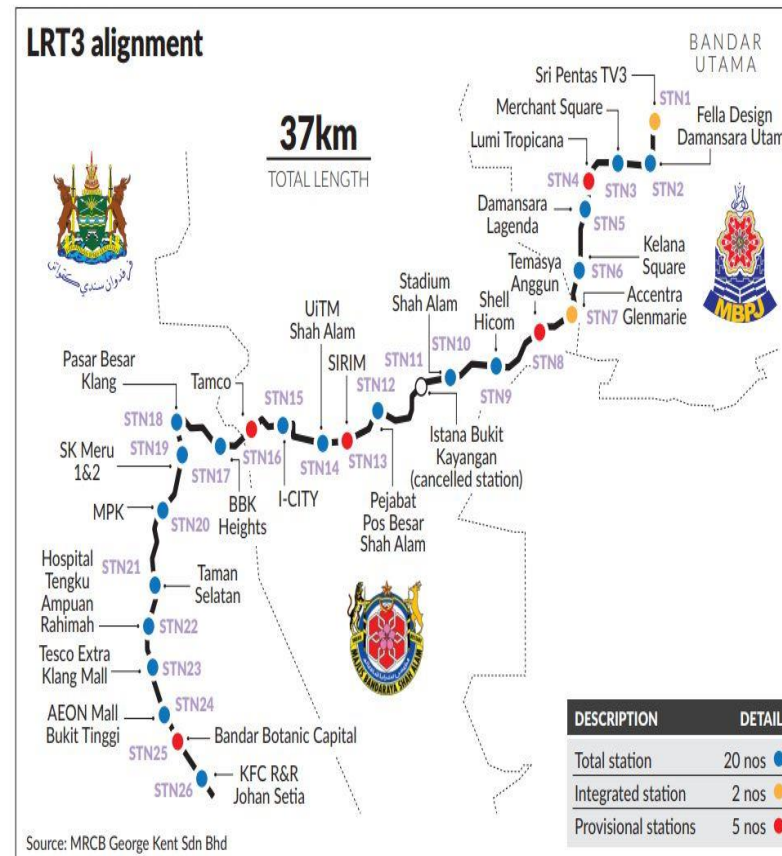 LRT3 alignment
37km
TOTAL LENGTH
BANDAR
UTAMA
Sri Pentas TV3
STN1
Merchant Square
Fella Design
Damansara Utam
Lumi Tropicana
STN4
STN3
STN2
Damansara
Lagenda
STN5
STN6
Kelana
Square
MBPJ
Temasya
Anggun
Accentra
Glenmarie
STN7
STN8
Stadium
Shah Alam
Shell
Hicom
STN10
STN9
STN11
Istana Bukit
Kayangan
(cancelled station)
UiTM
Shah Alam
SIRIM
STN12
Pejabat
Pos Besar
Shah Alam
STN13
STN14
STN15
I-CITY
Tamco
STN16
BBK
Heights
STN17
Pasar Besar
Klang
STN18
STN19
SK Meru
1&2
MPK
STN20
STN21
Taman
Selatan
Hospital
Tengku
Ampuan
Rahimah
STN22
Tesco Extra
Klang Mall
STN23
STN24
AEON Mall
Bukit Tinggi
STN25
Bandar Botanic Capital
STN26
KFC R&R
Johan Setia
MAJLIS BANDARAYA SHAH ALAM
DESCRIPTION DETAIL
Total station 20 nos
Integrated station 2 nos
Provisional stations 5 nos
Source: MRCB George Kent Sdn Bhd